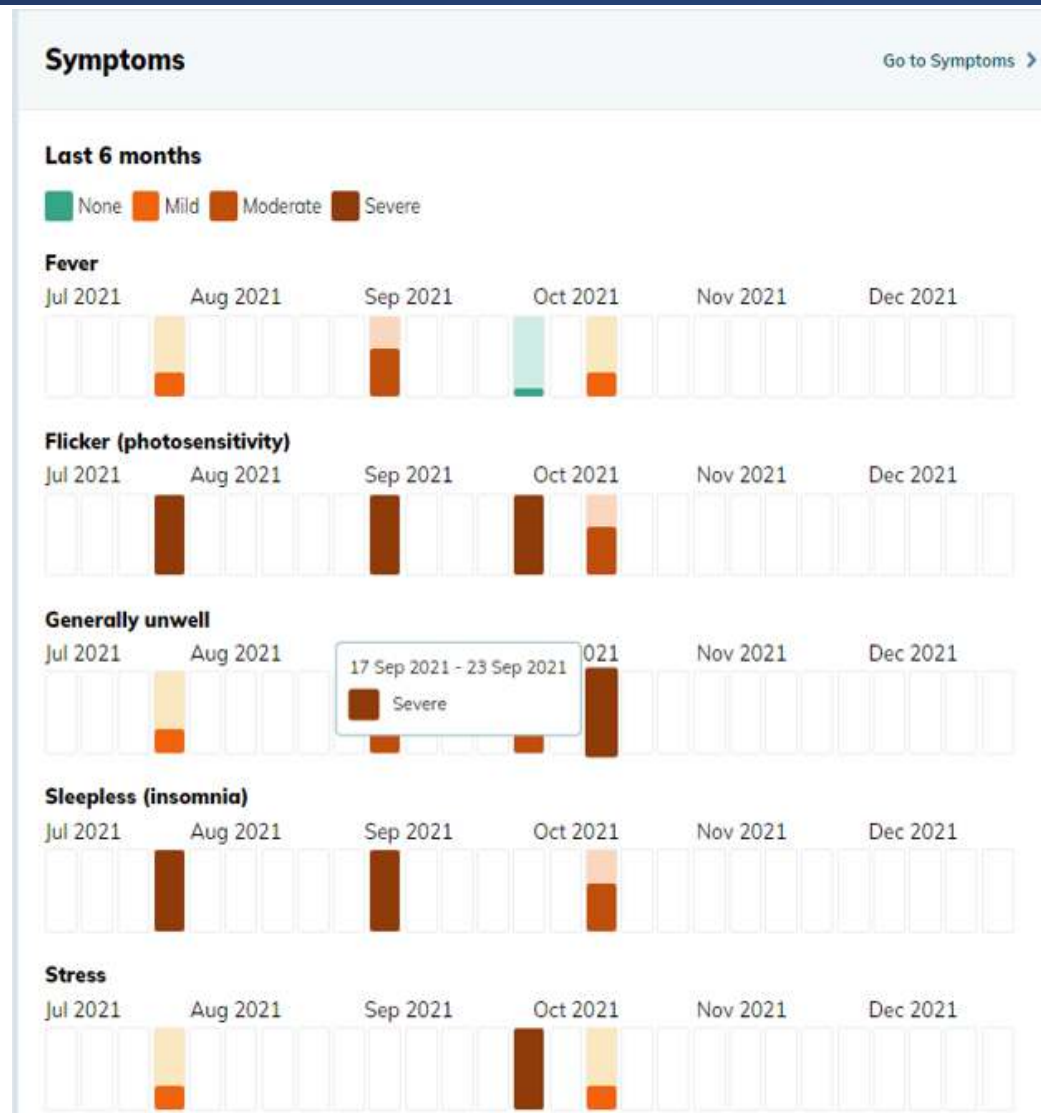 Symptoms Go to Symptoms
Last 6 months
None Mild Moderate Severe
Fever
Jul 2021 Aug 2021 Sep 2021 Oct 2021 Nov 2021 Dec 2021
Flicker (photosensitivity)
Jul 2021 Aug 2021 Sep 2021 Oct 2021 Nov 2021 Dec 2021
Generally unwell
Jul 2021 Aug 2021 021 Nov 2021 Dec 2021
17 Sep 2021 - 23 Sep 2021
Severe
Sleepless (insomnia)
Jul 2021 Aug 2021 Sep 2021 Oct 2021 Nov 2021 Dec 2021
Stress
Jul 2021 Aug 2021 Sep 2021 Oct 2021 Nov 2021 Dec 2021